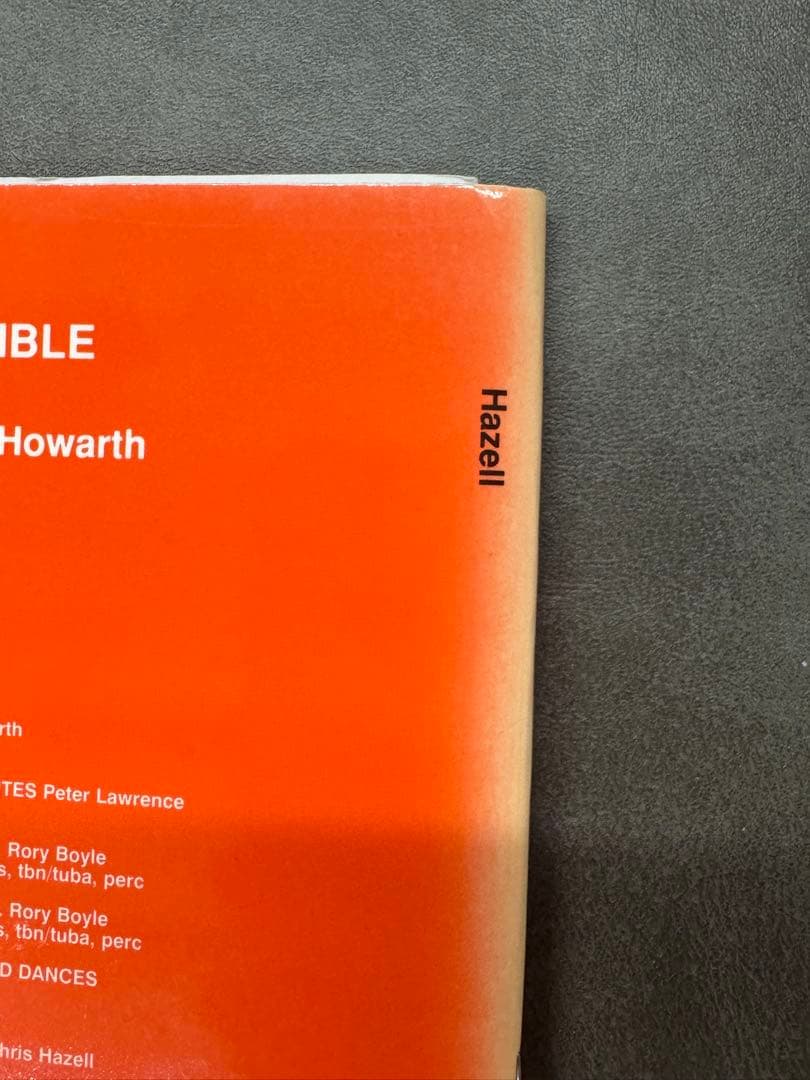 MBLE
Howarth
Hazell
rth
TES Peter Lawrence
. Rory Boyle
s, tbn/tuba, perc
. Rory Boyle
s, tbn/tuba, perc
D DANCES
hris Hazell